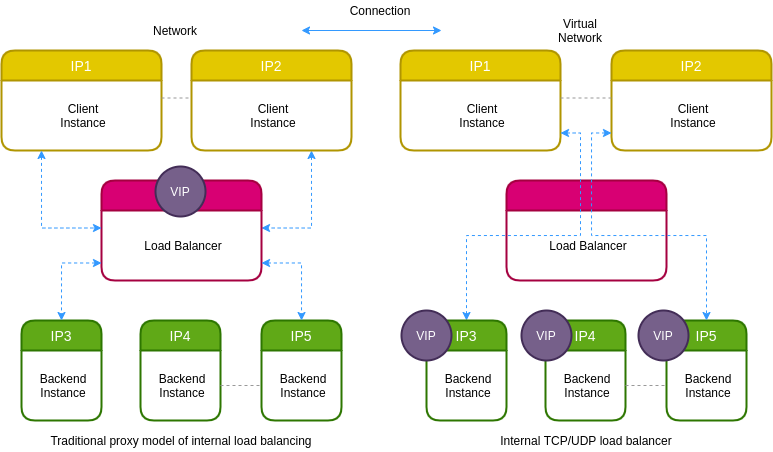 Connection
Network
Virtual
Network
IP1
IP2
IP1
IP2
Client
Instance
Client
Instance
Client
Instance
Client
Instance
VIP
Load Balancer
Load Balancer
IP3
IP4
IP5
VIP
IP3
VIP
IP4
VIP
IP5
Backend
Instance
Backend
Instance
Backend
Instance
Backend
Instance
Backend
Instance
Backend
Instance
Traditional proxy model of internal load balancing
Internal TCP/UDP load balancer